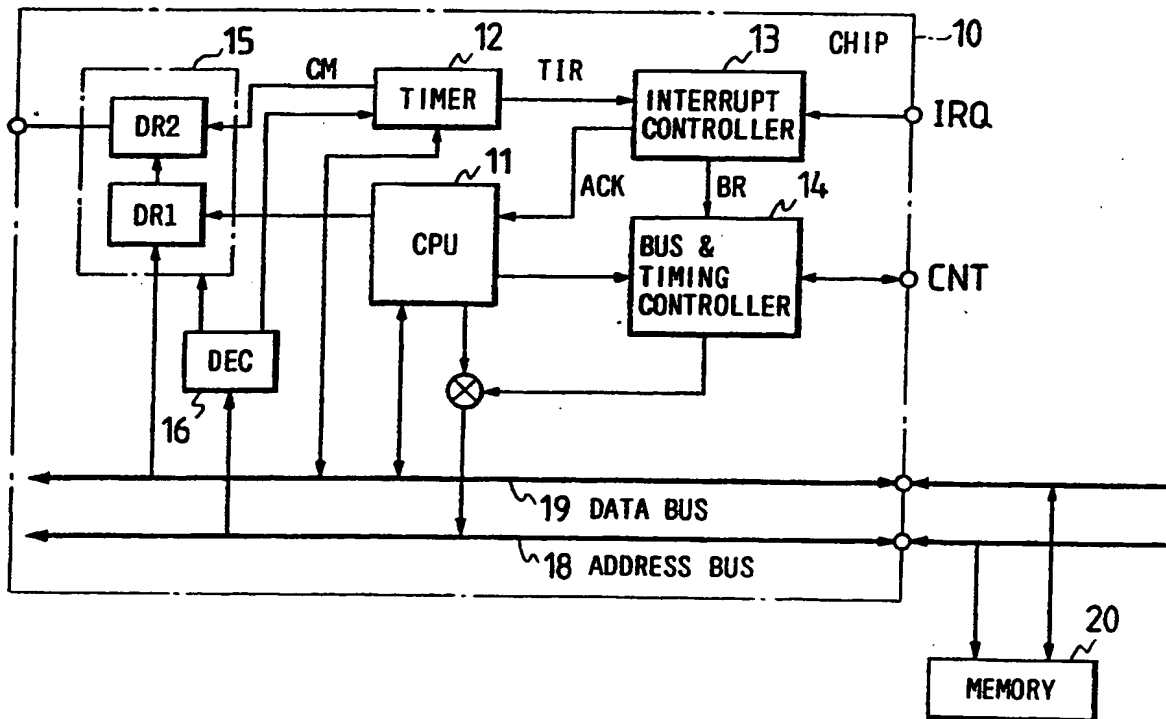 15
12
13
CHIP
10
CM
TIMER
TIR
INTERRUPT
CONTROLLER
IRQ
DR2
DR1
11
CPU
ACK
BR
14
BUS &
TIMING
CONTROLLER
CNT
DEC
16
19 DATA BUS
18 ADDRESS BUS
20
MEMORY